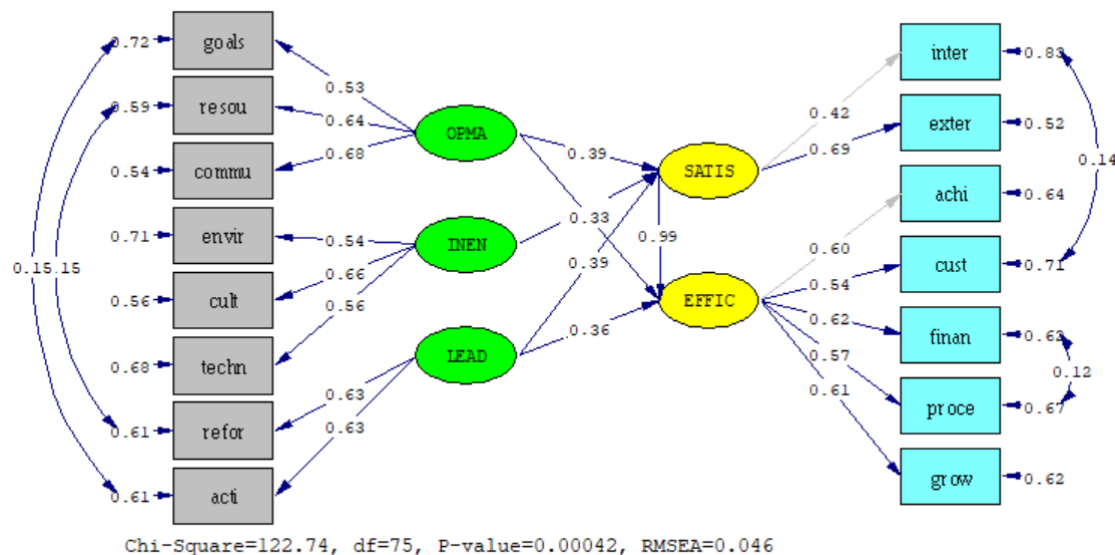 0.72 goals
0.59 resou
0.54 commu
0.71 envir
0.56 cult
0.68 techn
0.61 refor
0.61 acti
0.15 0.15
0.53
0.64
0.68
0.54
0.66
0.56
0.63
0.63
OPMA
INEN
LEAD
0.39
0.33
0.39
0.36
0.99
SATIS
EFFIC
0.42
0.69
0.60
0.54
0.62
0.57
0.61
inter 0.83
exter 0.52
achi 0.64
cust 0.71
finan 0.62
proce 0.67
grow 0.62
0.14
0.12
Chi-Square=122.74, df=75, P-value=0.00042, RMSEA=0.046